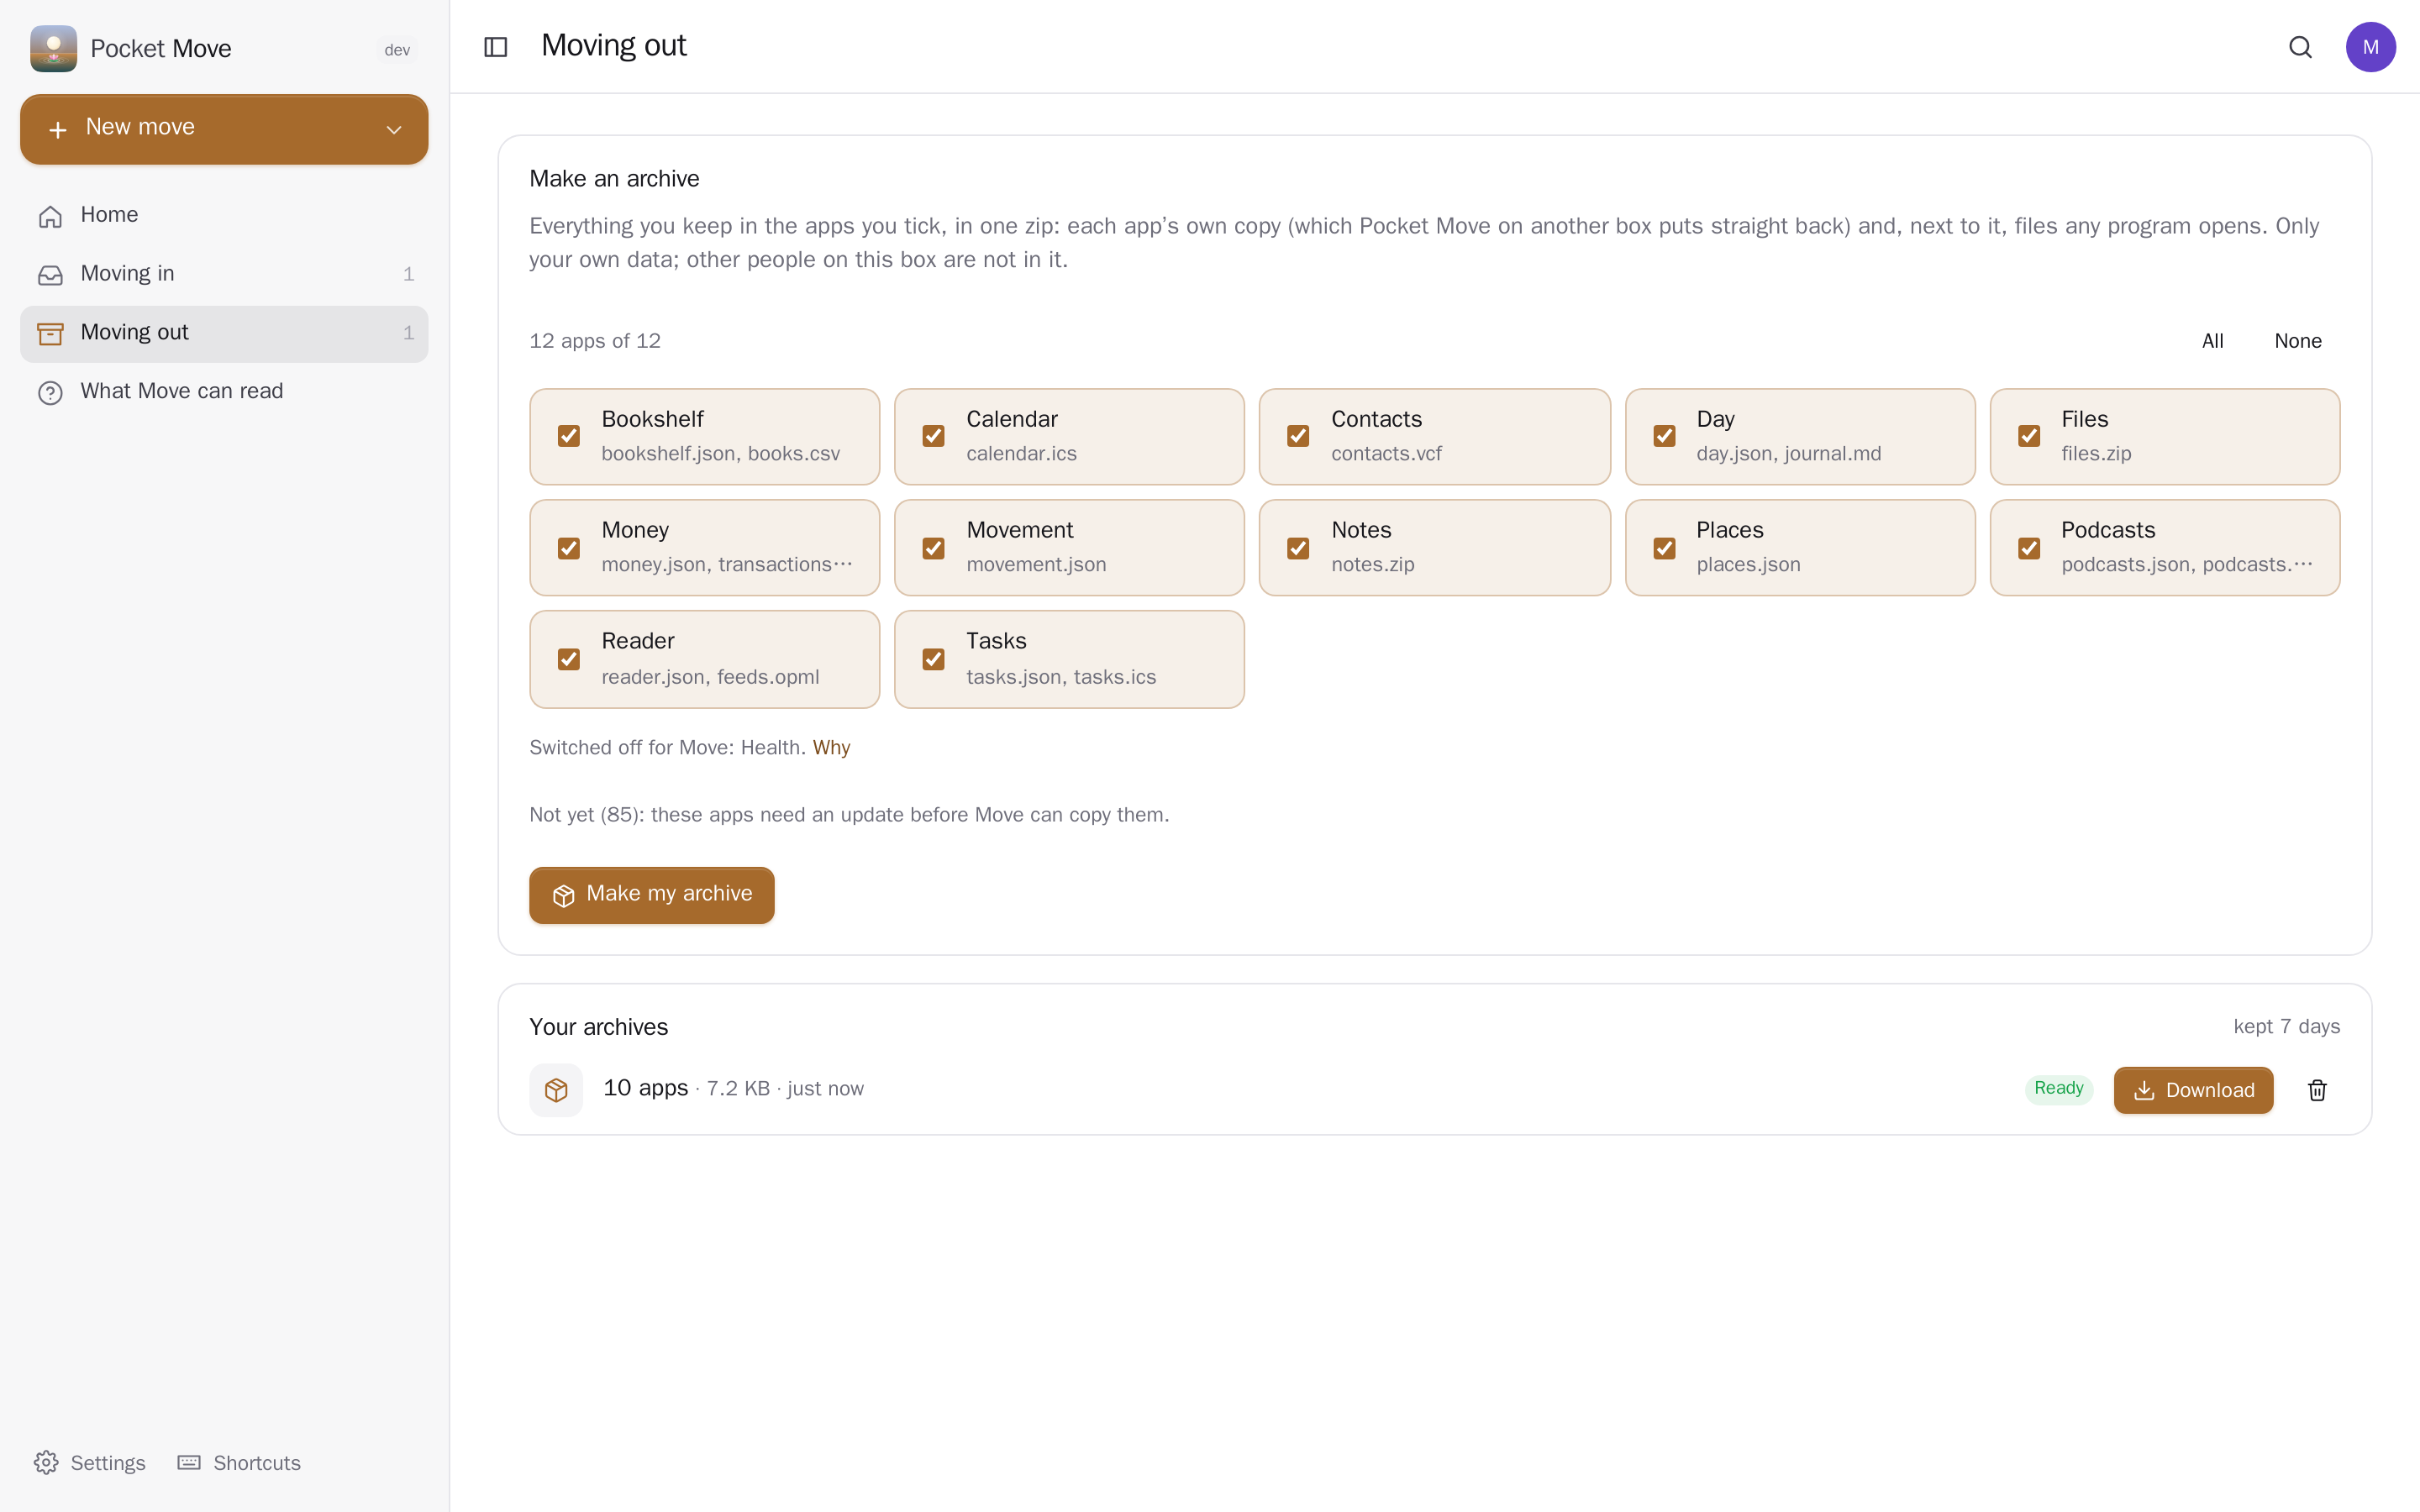 Pocket Move
dev
New move
Home
Moving in 1
Moving out 1
What Move can read
Settings
Shortcuts
Moving out
M
Make an archive
Everything you keep in the apps you tick, in one zip: each app’s own copy (which Pocket Move on another box puts straight back) and, next to it, files any program opens. Only
your own data; other people on this box are not in it.
12 apps of 12
All
None
Bookshelf
bookshelf.json, books.csv
Calendar
calendar.ics
Contacts
contacts.vcf
Day
day.json, journal.md
Files
files.zip
Money
money.json, transactions…
Movement
movement.json
Notes
notes.zip
Places
places.json
Podcasts
podcasts.json, podcasts.…
Reader
reader.json, feeds.opml
Tasks
tasks.json, tasks.ics
Switched off for Move: Health. Why
Not yet (85): these apps need an update before Move can copy them.
Make my archive
Your archives
kept 7 days
10 apps · 7.2 KB · just now
Ready
Download